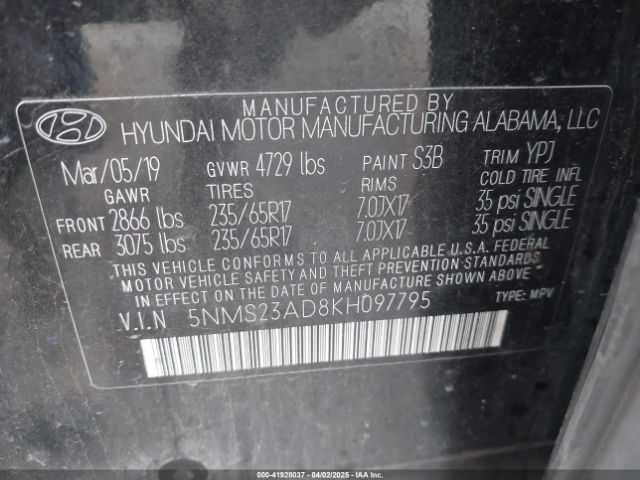 MANUFACTURED BY
HYUNDAI MOTOR MANUFACTURING ALABAMA, LLC
Mar/05/19 GVWR 4729 lbs PAINT S3B TRIM YPJ
GAWR TIRES RIMS COLD TIRE INFL
FRONT 2866 lbs 235/65R17 7.0JX17 35 psi SINGLE
REAR 3075 lbs 235/65R17 7.0JX17 35 psi SINGLE
THIS VEHICLE CONFORMS TO ALL APPLICABLE U.S.A. FEDERAL
MOTOR VEHICLE SAFETY AND THEFT PREVENTION STANDARDS
IN EFFECT ON THE DATE OF MANUFACTURE SHOWN ABOVE
V.I.N 5NMS23AD8KH097795 TYPE: MPV
000-41928037 - 04/02/2025 - IAAI.COM